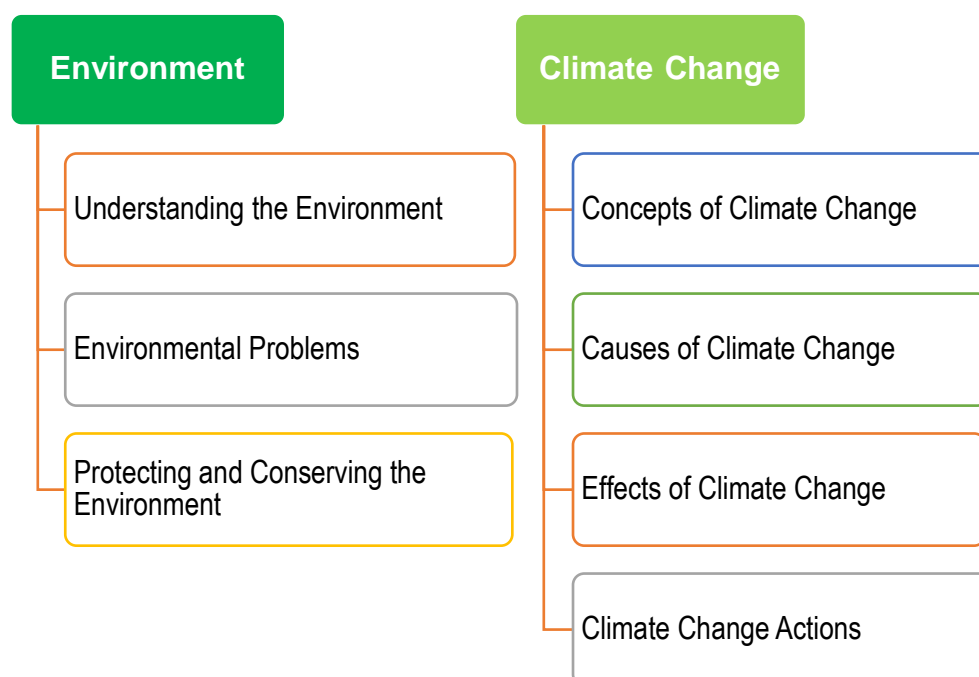 Environment
Understanding the Environment
Environmental Problems
Protecting and Conserving the
Environment
Climate Change
Concepts of Climate Change
Causes of Climate Change
Effects of Climate Change
Climate Change Actions